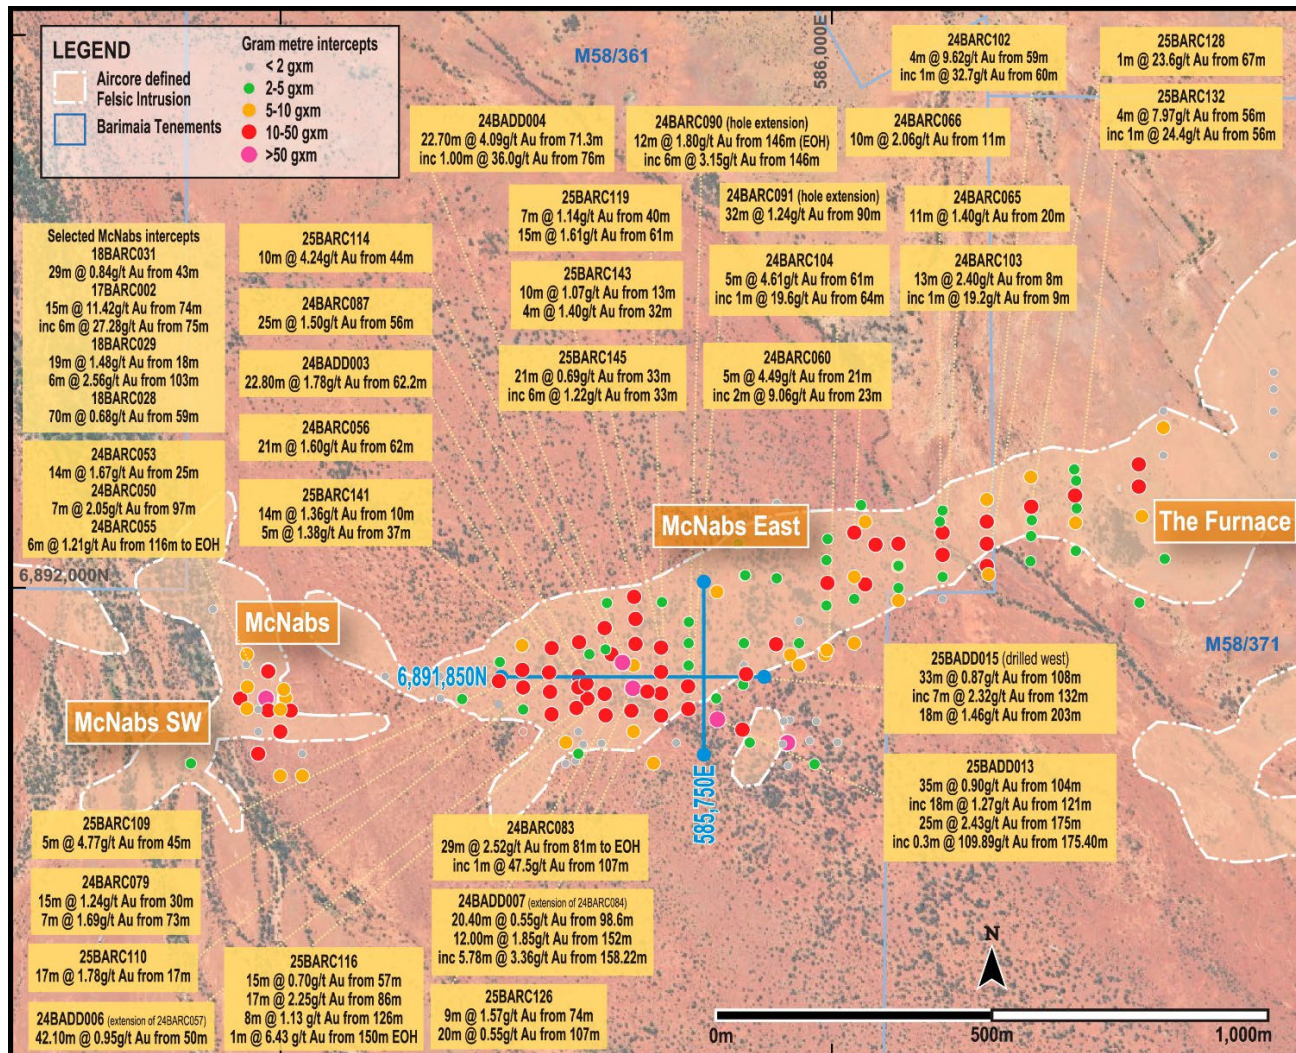 LEGEND
Aircore defined
Felsic Intrusion
Barimaia Tenements
Gram metre intercepts
< 2 gxm
2-5 gxm
5-10 gxm
10-50 gxm
>50 gxm
M58/361
586,000E
24BARC102
4m @ 9.62g/t Au from 59m
inc 1m @ 32.7g/t Au from 60m
25BARC128
1m @ 23.6g/t Au from 67m
25BARC132
4m @ 7.97g/t Au from 56m
inc 1m @ 24.4g/t Au from 56m
24BADD004
22.70m @ 4.09g/t Au from 71.3m
inc 1.00m @ 36.0g/t Au from 76m
24BARC090 (hole extension)
12m @ 1.80g/t Au from 146m (EOH)
inc 6m @ 3.15g/t Au from 146m
24BARC066
10m @ 2.06g/t Au from 11m
25BARC119
7m @ 1.14g/t Au from 40m
15m @ 1.61g/t Au from 61m
24BARC091 (hole extension)
32m @ 1.24g/t Au from 90m
24BARC065
11m @ 1.40g/t Au from 20m
25BARC143
10m @ 1.07g/t Au from 13m
4m @ 1.40g/t Au from 32m
24BARC104
5m @ 4.61g/t Au from 61m
inc 1m @ 19.6g/t Au from 64m
24BARC103
13m @ 2.40g/t Au from 8m
inc 1m @ 19.2g/t Au from 9m
25BARC145
21m @ 0.69g/t Au from 33m
inc 6m @ 1.22g/t Au from 33m
24BARC060
5m @ 4.49g/t Au from 21m
inc 2m @ 9.06g/t Au from 23m
Selected McNabs intercepts
18BARC031
29m @ 0.84g/t Au from 43m
17BARC002
15m @ 11.42g/t Au from 74m
inc 6m @ 27.28g/t Au from 75m
18BARC029
19m @ 1.48g/t Au from 18m
6m @ 2.56g/t Au from 103m
18BARC028
70m @ 0.68g/t Au from 59m
24BARC053
14m @ 1.67g/t Au from 25m
24BARC050
7m @ 2.05g/t Au from 97m
24BARC055
6m @ 1.21g/t Au from 116m to EOH
25BARC114
10m @ 4.24g/t Au from 44m
24BARC087
25m @ 1.50g/t Au from 56m
24BADD003
22.80m @ 1.78g/t Au from 62.2m
24BARC056
21m @ 1.60g/t Au from 62m
25BARC141
14m @ 1.36g/t Au from 10m
5m @ 1.38g/t Au from 37m
McNabs East
The Furnace
6,892,000N
McNabs
McNabs SW
6,891,850N
585,750E
M58/371
25BADD015 (drilled west)
33m @ 0.87g/t Au from 108m
inc 7m @ 2.32g/t Au from 132m
18m @ 1.46g/t Au from 203m
25BADD013
35m @ 0.90g/t Au from 104m
inc 18m @ 1.27g/t Au from 121m
25m @ 2.43g/t Au from 175m
inc 0.3m @ 109.89g/t Au from 175.40m
25BARC109
5m @ 4.77g/t Au from 45m
24BARC079
15m @ 1.24g/t Au from 30m
7m @ 1.69g/t Au from 73m
25BARC110
17m @ 1.78g/t Au from 17m
24BADD006 (extension of 24BARC057)
42.10m @ 0.95g/t Au from 50m
25BARC116
15m @ 0.70g/t Au from 57m
17m @ 2.25g/t Au from 86m
8m @ 1.13 g/t Au from 126m
1m @ 6.43 g/t Au from 150m EOH
24BARC083
29m @ 2.52g/t Au from 81m to EOH
inc 1m @ 47.5g/t Au from 107m
24BADD007 (extension of 24BARC084)
20.40m @ 0.55g/t Au from 98.6m
12.00m @ 1.85g/t Au from 152m
inc 5.78m @ 3.36g/t Au from 158.22m
25BARC126
9m @ 1.57g/t Au from 74m
20m @ 0.55g/t Au from 107m
N
0m
500m
1,000m